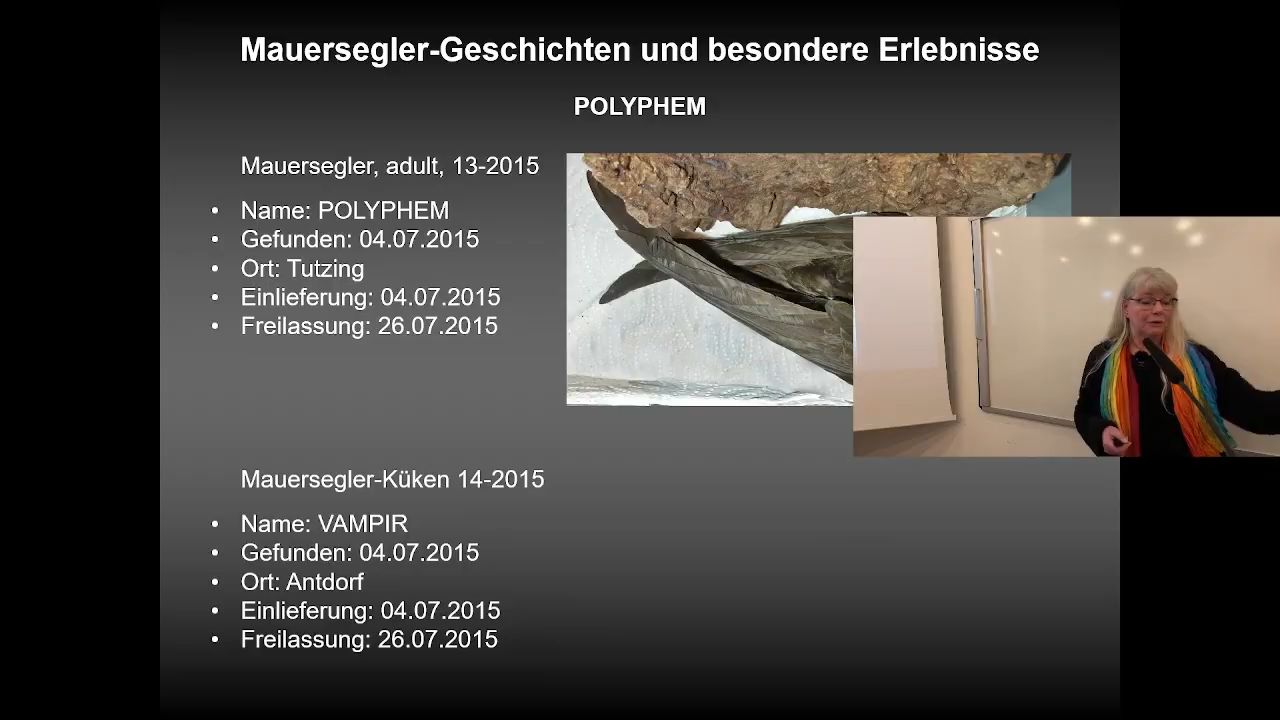 Mauersegler-Geschichten und besondere Erlebnisse
POLYPHEM
Mauersegler, adult, 13-2015
• Name: POLYPHEM
• Gefunden: 04.07.2015
• Ort: Tutzing
• Einlieferung: 04.07.2015
• Freilassung: 26.07.2015
Mauersegler-Küken 14-2015
• Name: VAMPIR
• Gefunden: 04.07.2015
• Ort: Antdorf
• Einlieferung: 04.07.2015
• Freilassung: 26.07.2015